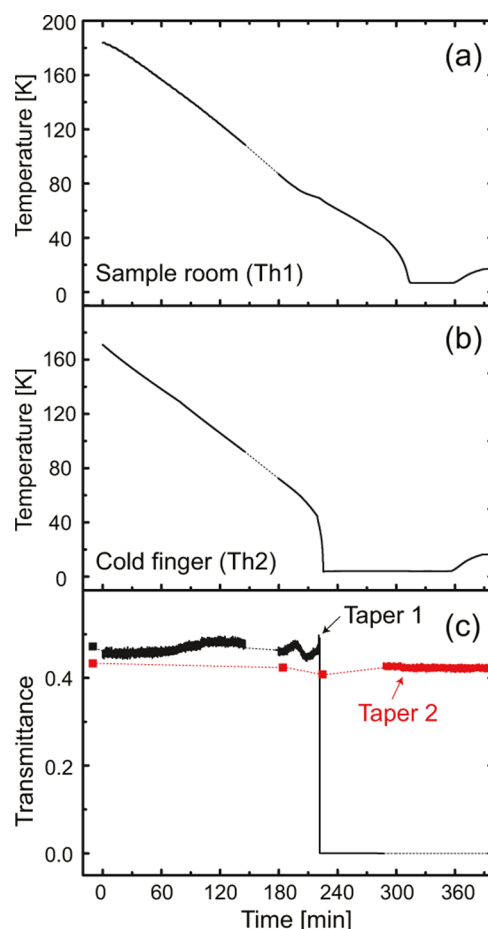 200
(a)
160
120
80
40
0
Temperature [K]
Sample room (Th1)
(b)
160
120
80
40
0
Temperature [K]
Cold finger (Th2)
(c)
Taper 1
0.4
Taper 2
0.2
0.0
Transmittance
0 60 120 180 240 300 360
Time [min]